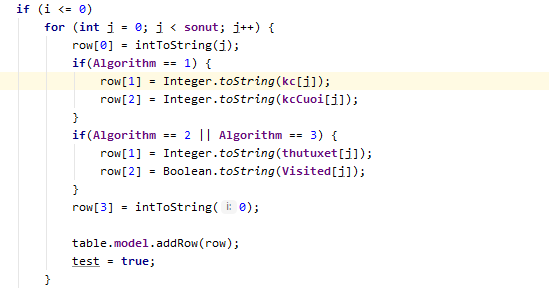 if (i <= 0)
for (int j = 0; j < sonut; j++) {
row[0] = intToString(j);
if(Algorithm == 1) {
row[1] = Integer.toString(kc[j]);
row[2] = Integer.toString(kcCuoi[j]);
}
if(Algorithm == 2 || Algorithm == 3) {
row[1] = Integer.toString(thutuxet[j]);
row[2] = Boolean.toString(Visited[j]);
}
row[3] = intToString( i: 0);
table.model.addRow(row);
test = true;
}